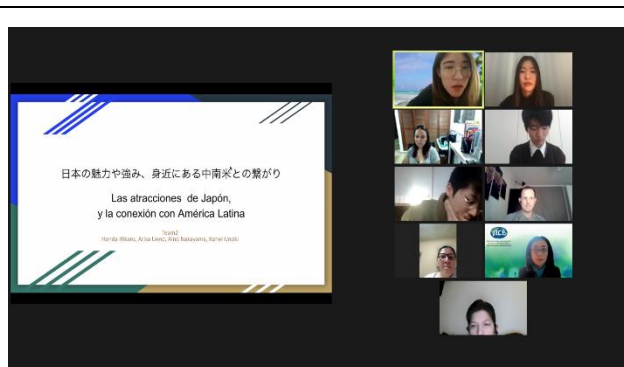 日本の魅力や強み、身近にある中南米との繋がり
Las atracciones de Japón,
y la conexión con América Latina
Team2